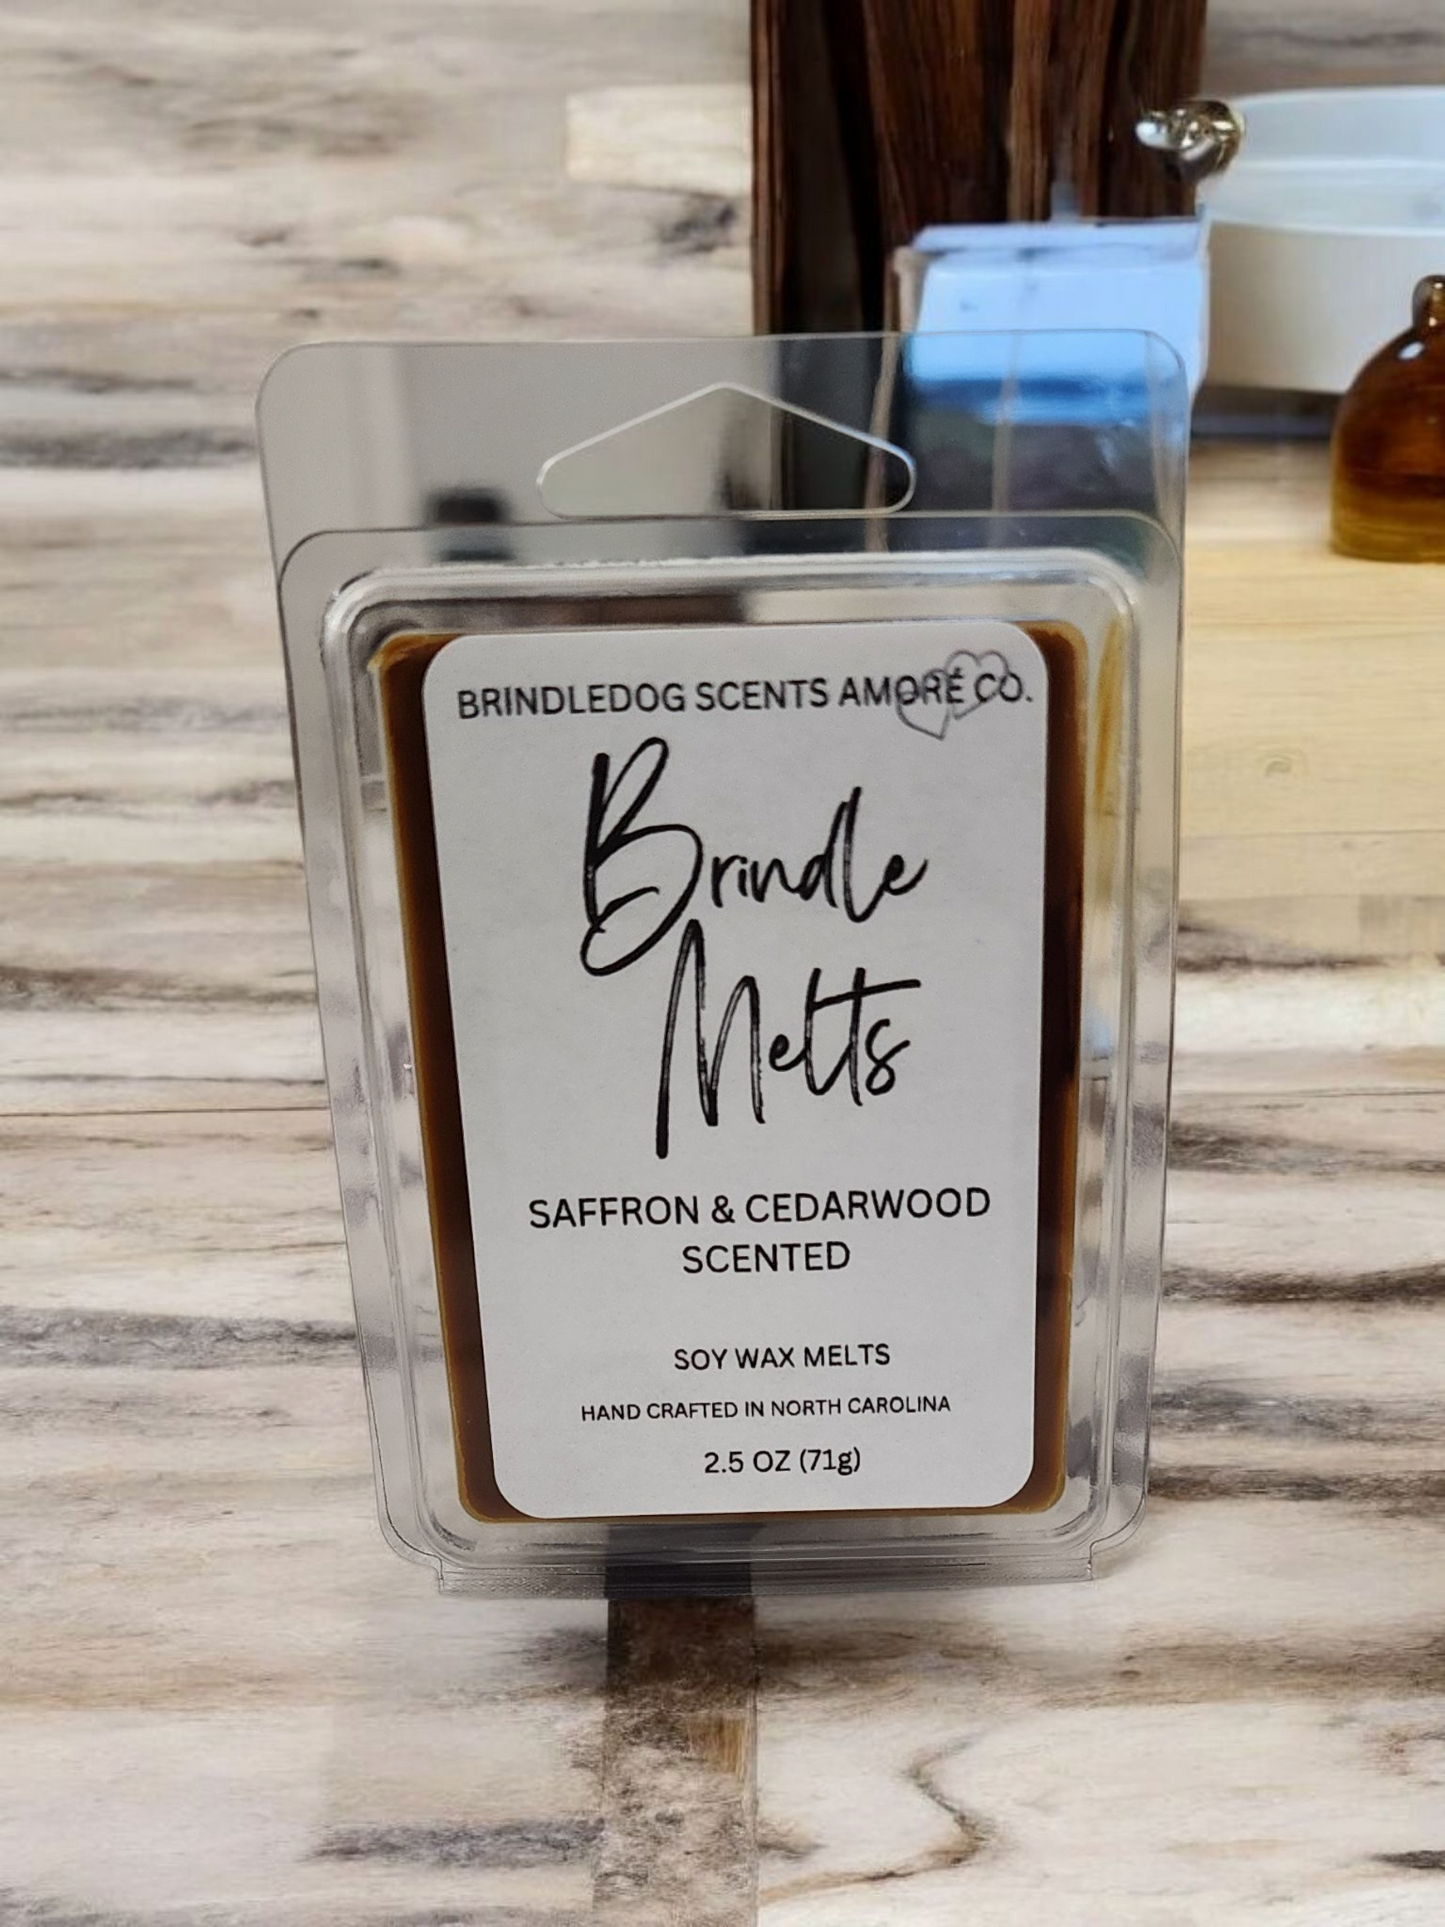 BRINDLEDOG SCENTS AMORÉ CO.
Brindle
Melts
SAFFRON & CEDARWOOD
SCENTED
SOY WAX MELTS
HAND CRAFTED IN NORTH CAROLINA
2.5 OZ (71g)